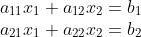 a₁₁x₁ + a₁₂x₂ = b₁
a₂₁x₁ + a₂₂x₂ = b₂